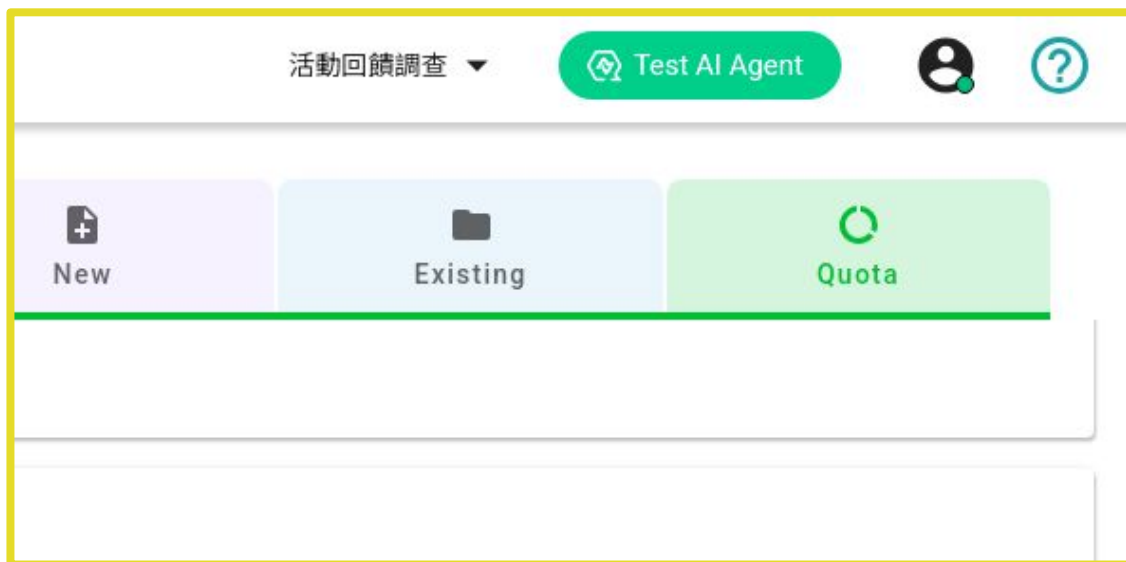 活動回饋調查
Test AI Agent
New
Existing
Quota